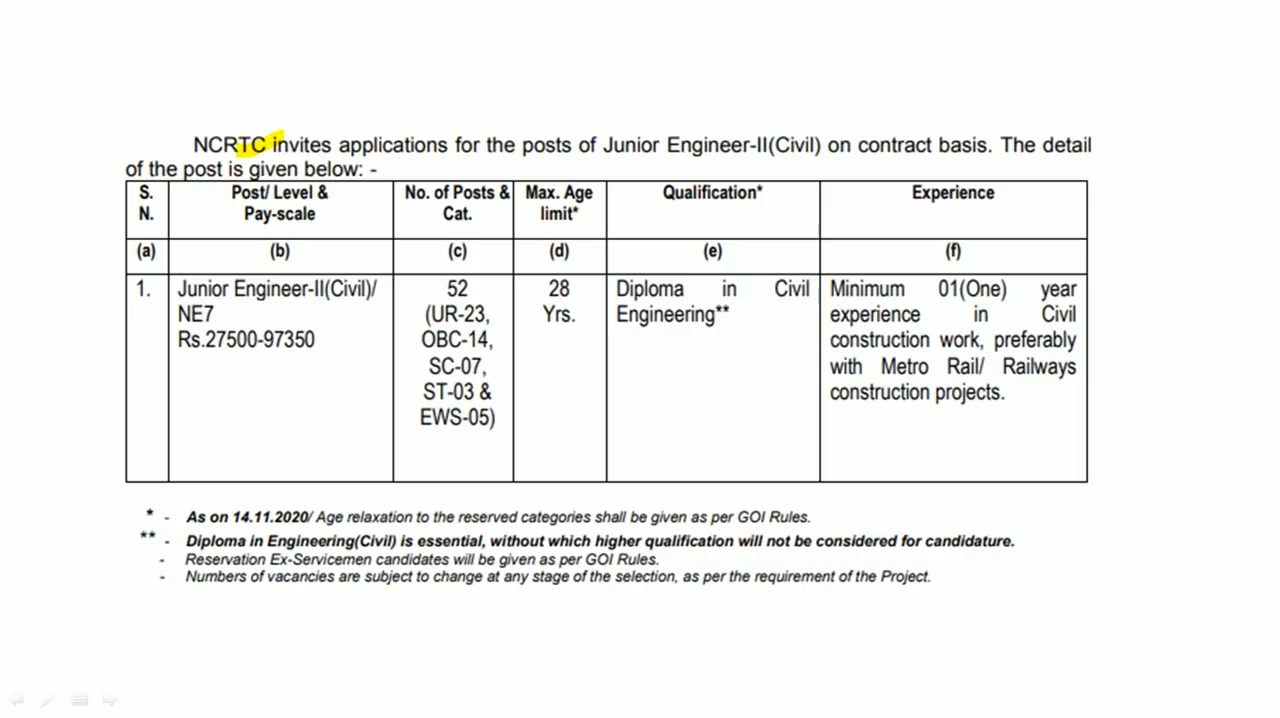 NCRTC invites applications for the posts of Junior Engineer-II(Civil) on contract basis. The detail
of the post is given below: -
S.
N.
Post/ Level &
Pay-scale
No. of Posts &
Cat.
Max. Age
limit*
Qualification*
Experience
(a)
(b)
(c)
(d)
(e)
(f)
1.
Junior Engineer-II(Civil)/
NE7
Rs.27500-97350
52
(UR-23,
OBC-14,
SC-07,
ST-03 &
EWS-05)
28
Yrs.
Diploma in Civil
Engineering**
Minimum 01(One) year
experience in Civil
construction work, preferably
with Metro Rail/ Railways
construction projects.
* - As on 14.11.2020/ Age relaxation to the reserved categories shall be given as per GOI Rules.
** - Diploma in Engineering(Civil) is essential, without which higher qualification will not be considered for candidature.
- Reservation Ex-Servicemen candidates will be given as per GOI Rules.
- Numbers of vacancies are subject to change at any stage of the selection, as per the requirement of the Project.